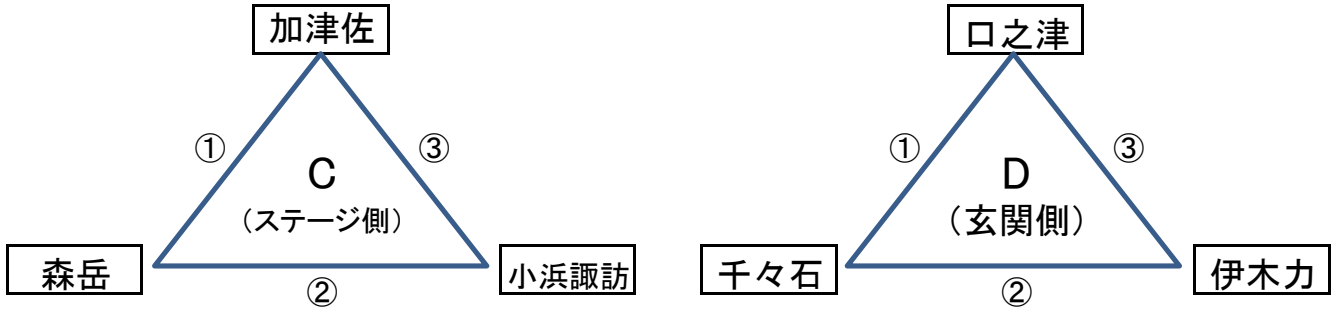 加津佐
①
③
C
（ステージ側）
森岳
小浜諏訪
②
口之津
①
③
D
（玄関側）
千々石
伊木力
②